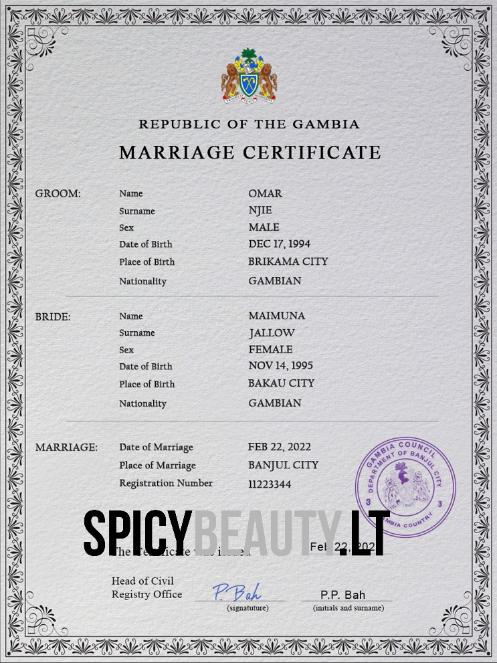 REPUBLIC OF THE GAMBIA
MARRIAGE CERTIFICATE
GROOM:
Name OMAR
Surname NJIE
Sex MALE
Date of Birth DEC 17, 1994
Place of Birth BRIKAMA CITY
Nationality GAMBIAN
BRIDE:
Name MAIMUNA
Surname JALLOW
Sex FEMALE
Date of Birth NOV 14, 1995
Place of Birth BAKAU CITY
Nationality GAMBIAN
MARRIAGE:
Date of Marriage FEB 22, 2022
Place of Marriage BANJUL CITY
Registration Number 11223344
GAMBIA COUNCIL
DEPARTMENT OF BANJUL CITY
3 3
GAMBIA COUNTRY
SPICYBEAUTY.LT
The Certificate was issued Feb 22, 202
Head of Civil
Registry Office P. Bah P.P. Bah
(signatuture) (initials and surname)